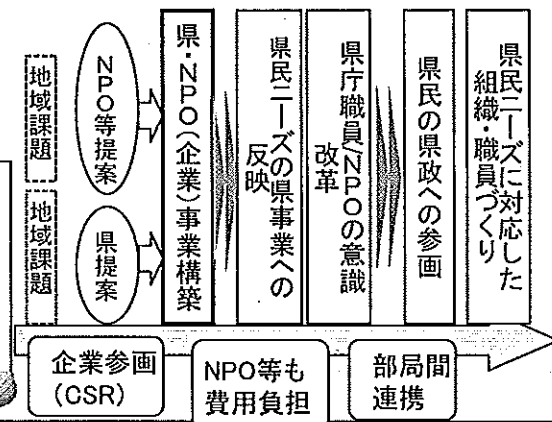 地域課題
NPO等提案
地域課題
県提案
県・NPO(企業)事業構築
県民ニーズの県事業への
反映
県庁職員/NPOの意識
改革
県民の県政への参画
県民ニーズに対応した
組織・職員づくり
企業参画
(CSR)
NPO等も
費用負担
部局間
連携